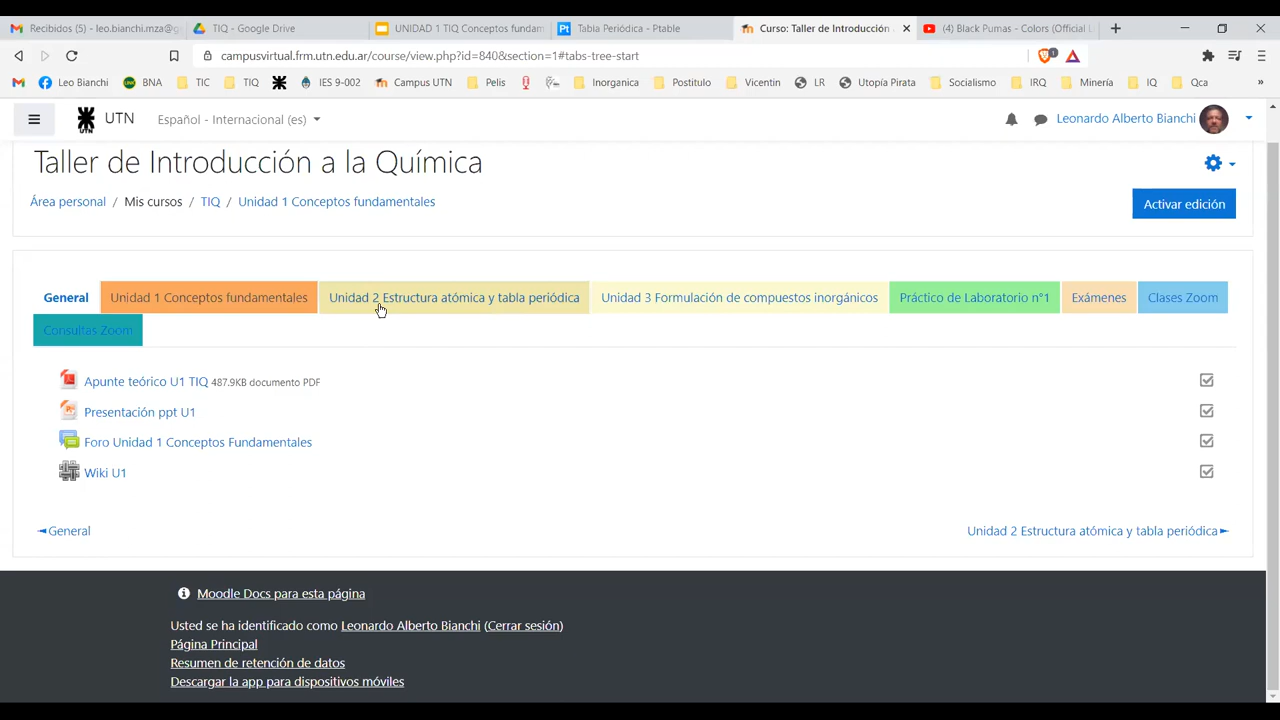 Recibidos (5) - leo.bianchi.mza@g
TIQ - Google Drive
UNIDAD 1 TIQ Conceptos fundam
Tabla Periódica - Ptable
Curso: Taller de Introducción
(4) Black Pumas - Colors (Official L
campusvirtual.frm.utn.edu.ar/course/view.php?id=840&section=1#tabs-tree-start
1
Leo Bianchi
BNA
TIC
TIQ
IES 9-002
Campus UTN
Pelis
Inorganica
Postitulo
Vicentin
LR
Utopía Pirata
Socialismo
IRQ
Minería
IQ
Qca
»
UTN
UTN
Español - Internacional (es)
Leonardo Alberto Bianchi
Taller de Introducción a la Química
Área personal / Mis cursos / TIQ / Unidad 1 Conceptos fundamentales
Activar edición
General
Unidad 1 Conceptos fundamentales
Unidad 2 Estructura atómica y tabla periódica
Unidad 3 Formulación de compuestos inorgánicos
Práctico de Laboratorio n°1
Exámenes
Clases Zoom
Consultas Zoom
Apunte teórico U1 TIQ 487.9KB documento PDF
Presentación ppt U1
Foro Unidad 1 Conceptos Fundamentales
Wiki U1
◄General
Unidad 2 Estructura atómica y tabla periódica►
Moodle Docs para esta página
Usted se ha identificado como Leonardo Alberto Bianchi (Cerrar sesión)
Página Principal
Resumen de retención de datos
Descargar la app para dispositivos móviles